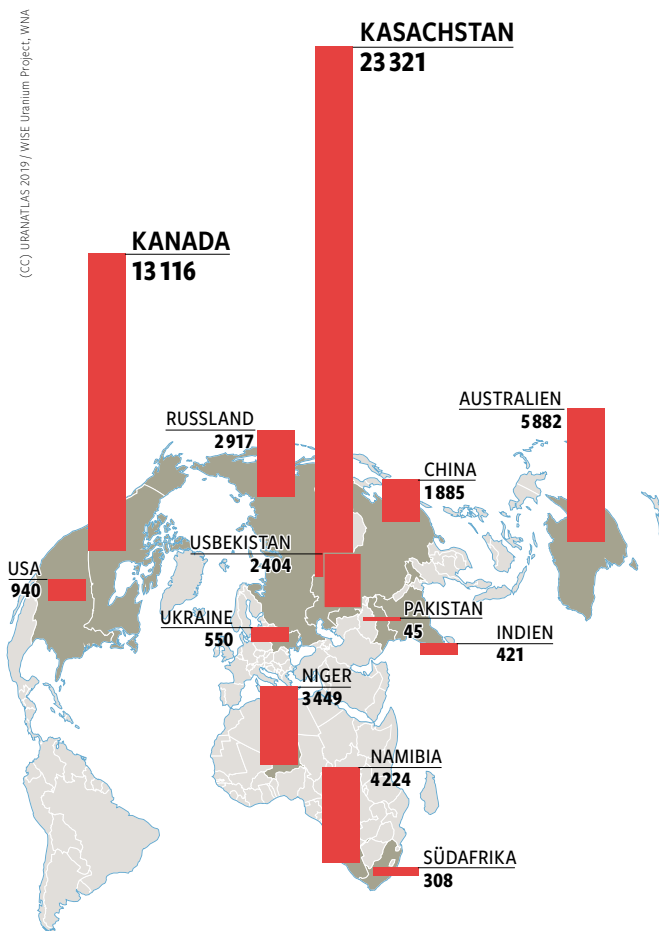 (CC) URANATLAS 2019 / WISE Uranium Project, WNA
KASACHSTAN
23 321
KANADA
13 116
AUSTRALIEN
5 882
RUSSLAND
2 917
CHINA
1 885
USBEKISTAN
2 404
USA
940
PAKISTAN
45
UKRAINE
550
INDIEN
421
NIGER
3 449
NAMIBIA
4 224
SÜDAFRIKA
308